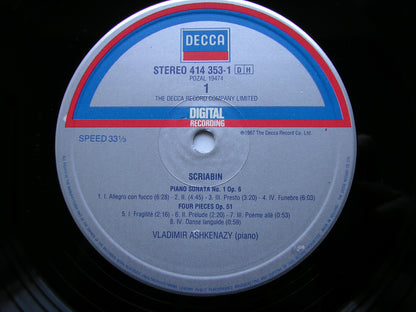 DECCA
STEREO 414 353-1 DH
PDZAL 19474
1
THE DECCA RECORD COMPANY LIMITED
DIGITAL
RECORDING
SPEED 33⅓
℗1987 The Decca Record Co. Ltd.
SCRIABIN
PIANO SONATA No. 1 Op. 6
1. I. Allegro con fuoco (6:28) - 2. II. (4:45) - 3. III. Presto (3:20) - 4. IV. Funebre (6:03)
FOUR PIECES Op. 51
5. I. Fragilité (2:16) - 6. II. Prélude (2:20) - 7. III. Poème ailé (0:53)
8. IV. Danse languide (0:58)
VLADIMIR ASHKENAZY (piano)